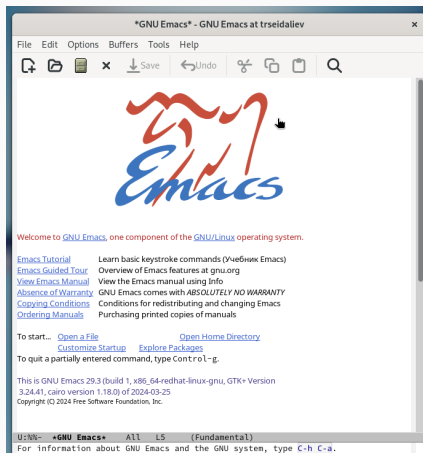 *GNU Emacs* - GNU Emacs at trseidaliev ×
File Edit Options Buffers Tools Help
Save Undo
Emacs
Welcome to GNU Emacs, one component of the GNU/Linux operating system.
Emacs Tutorial Learn basic keystroke commands (Учебник Emacs)
Emacs Guided Tour Overview of Emacs features at gnu.org
View Emacs Manual View the Emacs manual using Info
Absence of Warranty GNU Emacs comes with ABSOLUTELY NO WARRANTY
Copying Conditions Conditions for redistributing and changing Emacs
Ordering Manuals Purchasing printed copies of manuals
To start... Open a File Open Home Directory
Customize Startup Explore Packages
To quit a partially entered command, type Control-g.
This is GNU Emacs 29.3 (build 1, x86_64-redhat-linux-gnu, GTK+ Version
3.24.41, cairo version 1.18.0) of 2024-03-25
Copyright (C) 2024 Free Software Foundation, Inc.
U:%%- *GNU Emacs* All L5 (Fundamental)
For information about GNU Emacs and the GNU system, type C-h C-a.